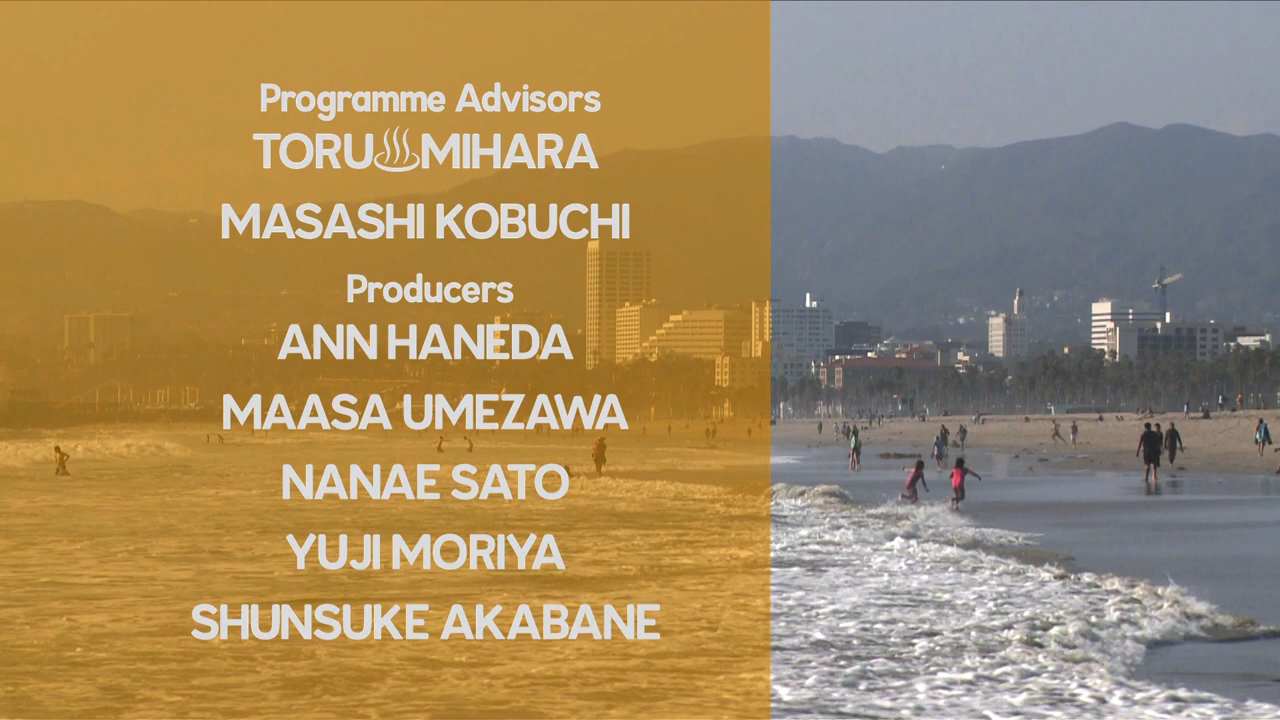 Programme Advisors
TORU♨MIHARA
MASASHI KOBUCHI
Producers
ANN HANEDA
MAASA UMEZAWA
NANAE SATO
YUJI MORIYA
SHUNSUKE AKABANE